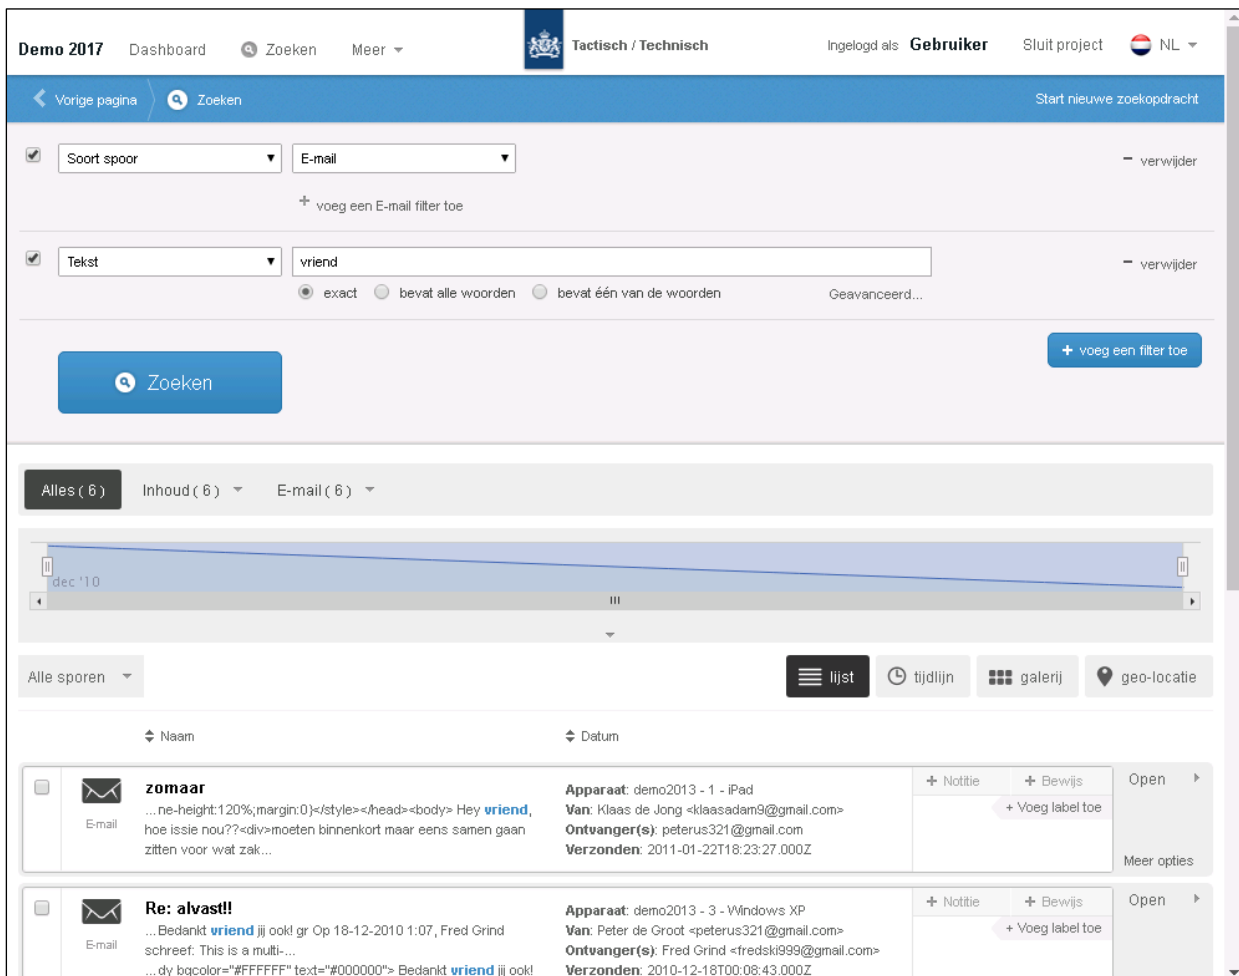 Demo 2017 Dashboard Zoeken Meer Tactisch / Technisch Ingelogd als Gebruiker Sluit project NL
Vorige pagina Zoeken Start nieuwe zoekopdracht
Soort spoor E-mail − verwijder
+ voeg een E-mail filter toe
Tekst vriend − verwijder
exact bevat alle woorden bevat één van de woorden Geavanceerd...
+ voeg een filter toe
Zoeken
Alles ( 6 ) Inhoud ( 6 ) E-mail ( 6 )
dec '10
Alle sporen lijst tijdlijn galerij geo-locatie
Naam Datum
zomaar Apparaat: demo2013 - 1 - iPad + Notitie + Bewijs Open
...ne-height:120%;margin:0}</style></head><body> Hey vriend, Van: Klaas de Jong <klaasadam9@gmail.com> + Voeg label toe
E-mail hoe issie nou??<div>moeten binnenkort maar eens samen gaan Ontvanger(s): peterus321@gmail.com
zitten voor wat zak... Verzonden: 2011-01-22T18:23:27.000Z Meer opties
Re: alvast!! Apparaat: demo2013 - 3 - Windows XP + Notitie + Bewijs Open
...Bedankt vriend jij ook! gr Op 18-12-2010 1:07, Fred Grind Van: Peter de Groot <peterus321@gmail.com> + Voeg label toe
E-mail schreef: This is a multi-... Ontvanger(s): Fred Grind <fredski999@gmail.com>
...dy bgcolor="#FFFFFF" text="#000000"> Bedankt vriend jij ook! Verzonden: 2010-12-18T00:08:43.000Z